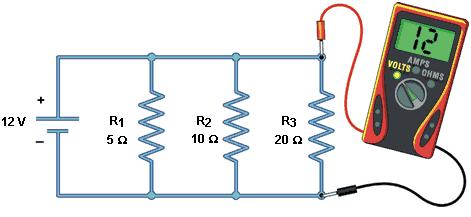 12
AMPS
VOLTS OHMS
+
12 V
–
R1
5 Ω
R2
10 Ω
R3
20 Ω